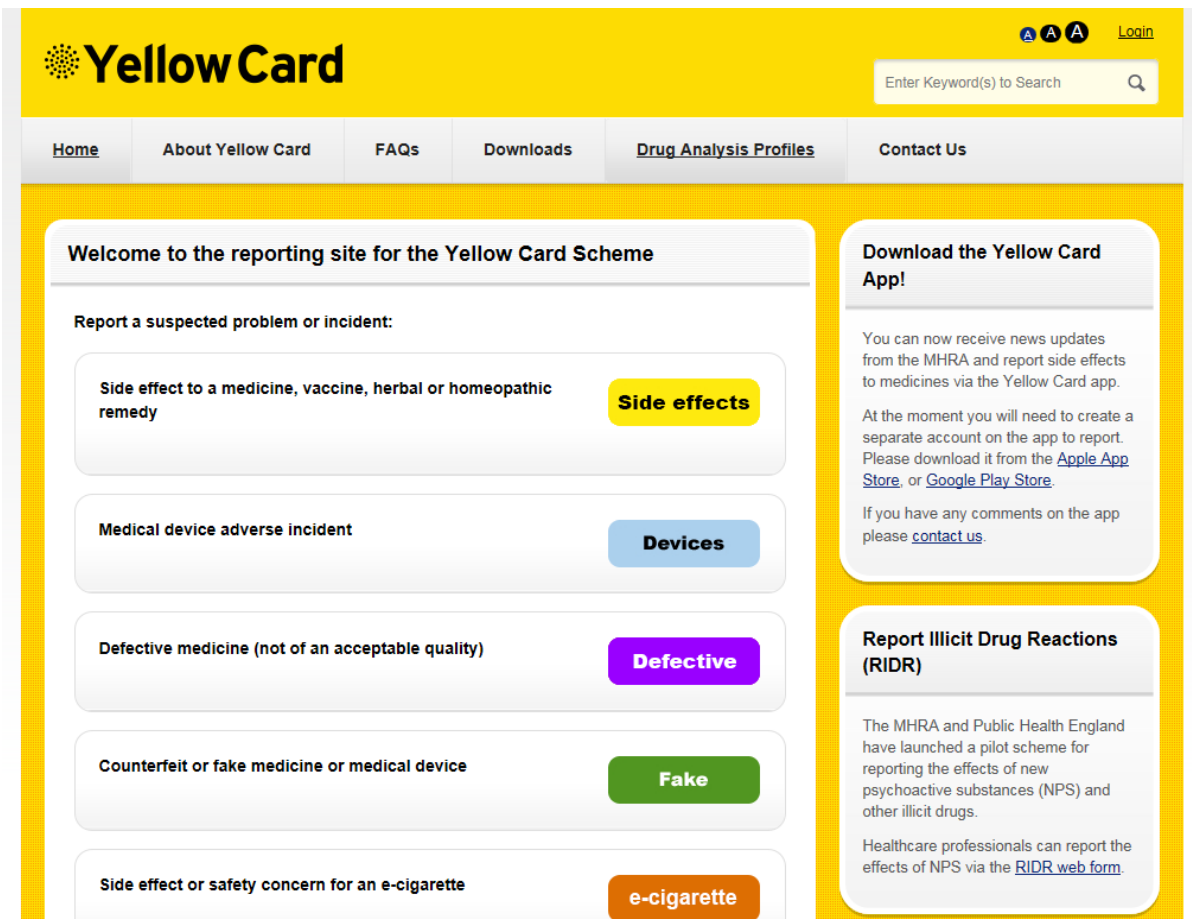 A A A Login
Yellow Card
Enter Keyword(s) to Search
Home About Yellow Card FAQs Downloads Drug Analysis Profiles Contact Us
Welcome to the reporting site for the Yellow Card Scheme
Report a suspected problem or incident:
Side effect to a medicine, vaccine, herbal or homeopathic
remedy
Side effects
Medical device adverse incident
Devices
Defective medicine (not of an acceptable quality)
Defective
Counterfeit or fake medicine or medical device
Fake
Side effect or safety concern for an e-cigarette
e-cigarette
Download the Yellow Card
App!
You can now receive news updates
from the MHRA and report side effects
to medicines via the Yellow Card app.
At the moment you will need to create a
separate account on the app to report.
Please download it from the Apple App
Store, or Google Play Store.
If you have any comments on the app
please contact us.
Report Illicit Drug Reactions
(RIDR)
The MHRA and Public Health England
have launched a pilot scheme for
reporting the effects of new
psychoactive substances (NPS) and
other illicit drugs.
Healthcare professionals can report the
effects of NPS via the RIDR web form.